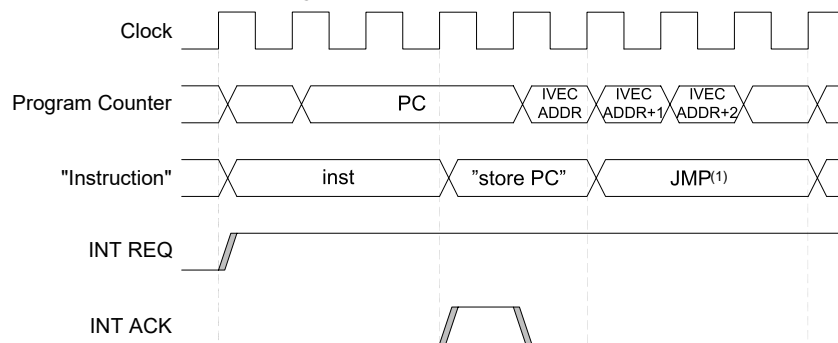 Clock
Program Counter
PC
IVEC
ADDR
IVEC
ADDR+1
IVEC
ADDR+2
"Instruction"
inst
”store PC”
JMP(1)
INT REQ
INT ACK